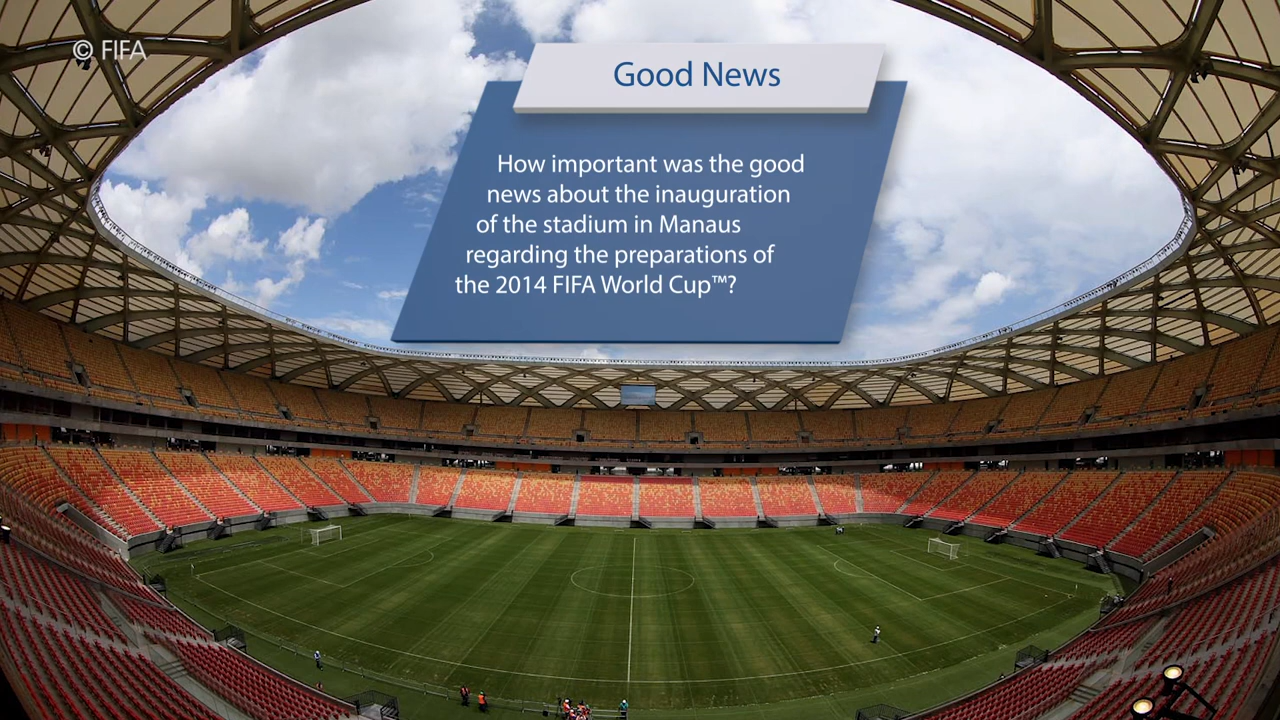 © FIFA
Good News
How important was the good
news about the inauguration
of the stadium in Manaus
regarding the preparations of
the 2014 FIFA World Cup™?